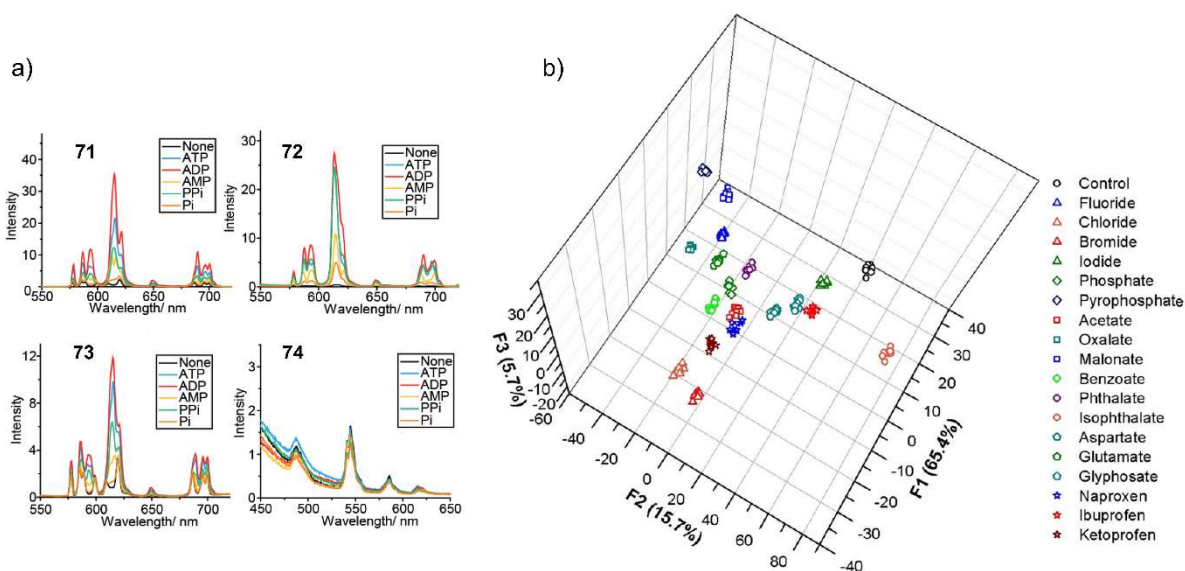 a)
b)
71
Intensity
0
10
20
30
40
550
600
650
700
Wavelength/ nm
None
ATP
ADP
AMP
PPi
Pi
72
Intensity
0
10
20
30
550
600
650
700
Wavelength/ nm
None
ATP
ADP
AMP
PPi
Pi
73
Intensity
0
4
8
12
550
600
650
700
Wavelength/ nm
None
ATP
ADP
AMP
PPi
Pi
74
Intensity
0
1
2
3
450
500
550
600
650
Wavelength/ nm
None
ATP
ADP
AMP
PPi
Pi
F3 (5.7%)
30
20
10
0
-10
-20
-60
-40
-20
0
20
40
60
80
F2 (15.7%)
40
30
20
10
0
-10
-20
-30
-40
F1 (65.4%)
Control
Fluoride
Chloride
Bromide
Iodide
Phosphate
Pyrophosphate
Acetate
Oxalate
Malonate
Benzoate
Phthalate
Isophthalate
Aspartate
Glutamate
Glyphosate
Naproxen
Ibuprofen
Ketoprofen